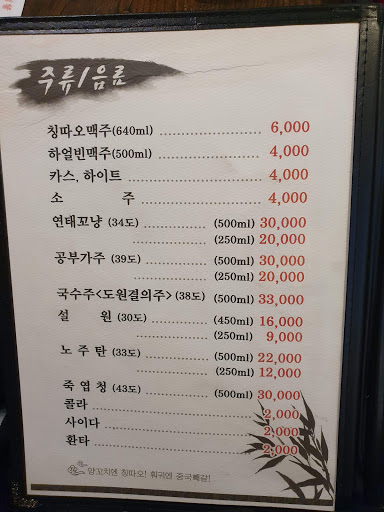 주류/음료
칭따오맥주(640ml) 6,000
하얼빈맥주(500ml) 4,000
카스, 하이트 4,000
소 주 4,000
연태꼬냥 (34도) (500ml) 30,000
(250ml) 20,000
공부가주 (39도) (500ml) 30,000
(250ml) 20,000
국수주<도원결의주> (38도) (500ml) 33,000
설 원 (30도) (450ml) 16,000
(250ml) 9,000
노 주 탄 (33도) (500ml) 22,000
(250ml) 12,000
죽 엽 청 (43도) (500ml) 30,000
콜라 2,000
사이다 2,000
환타 2,000
양꼬치엔 칭따오! 훠궈엔 중국빼갈!